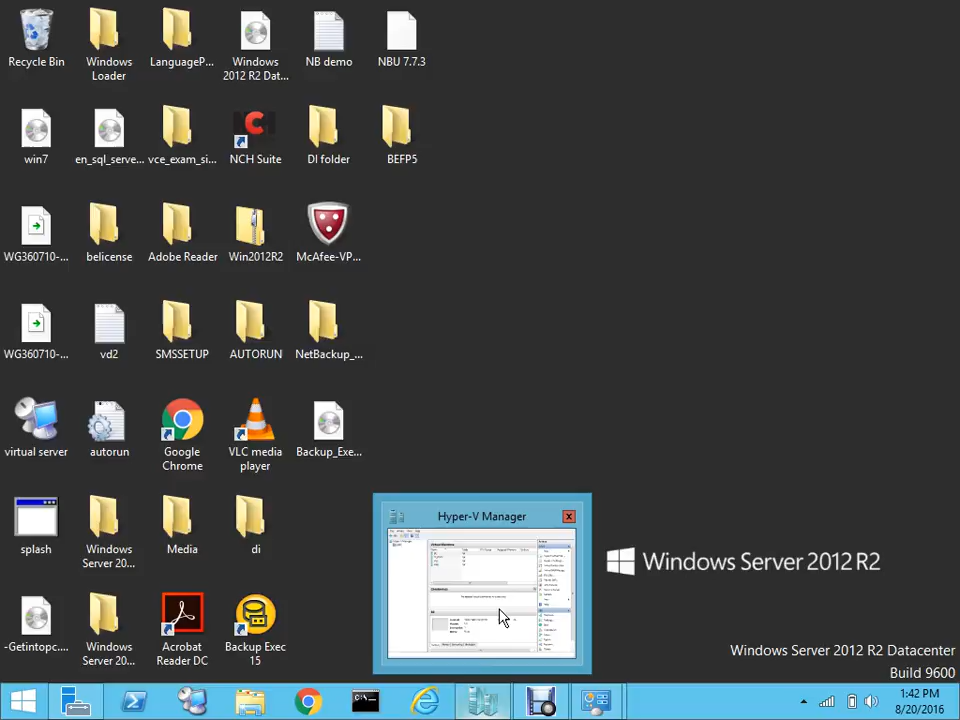 Recycle Bin
Windows
Loader
LanguageP...
Windows
2012 R2 Dat...
NB demo
NBU 7.7.3
win7
en_sql_serve...
vce_exam_si...
NCH Suite
DI folder
BEFP5
WG360710-...
belicense
Adobe Reader
Win2012R2
McAfee-VP...
WG360710-...
vd2
SMSSETUP
AUTORUN
NetBackup_...
virtual server
autorun
Google
Chrome
VLC media
player
Backup_Exe...
splash
Windows
Server 20...
Media
di
Hyper-V Manager
Windows Server 2012 R2
-Getintopc....
Windows
Server 20...
Acrobat
Reader DC
Backup Exec
15
Windows Server 2012 R2 Datacenter
Build 9600
1:42 PM
8/20/2016